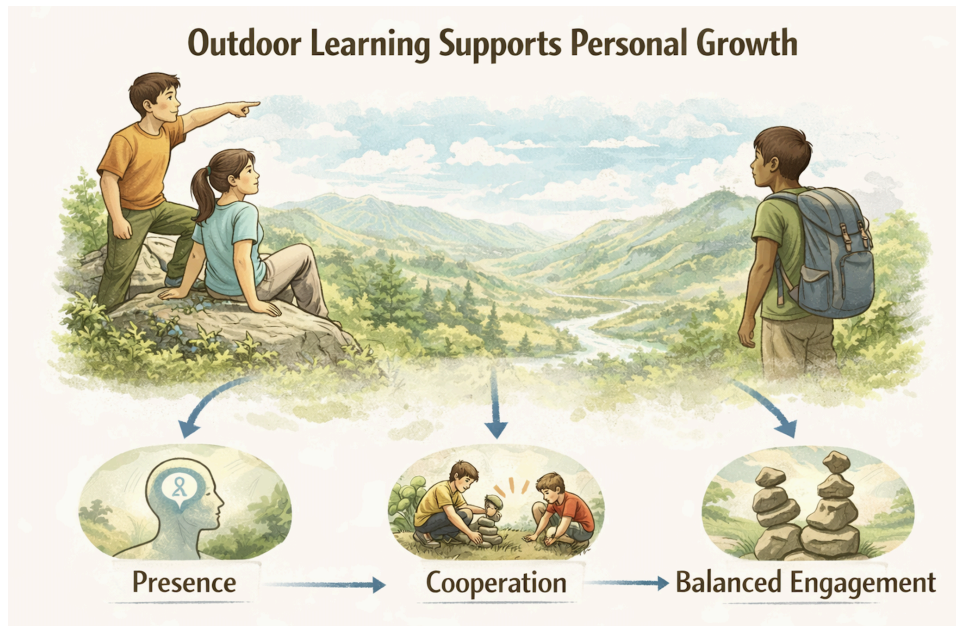 Outdoor Learning Supports Personal Growth
Presence
Cooperation
Balanced Engagement